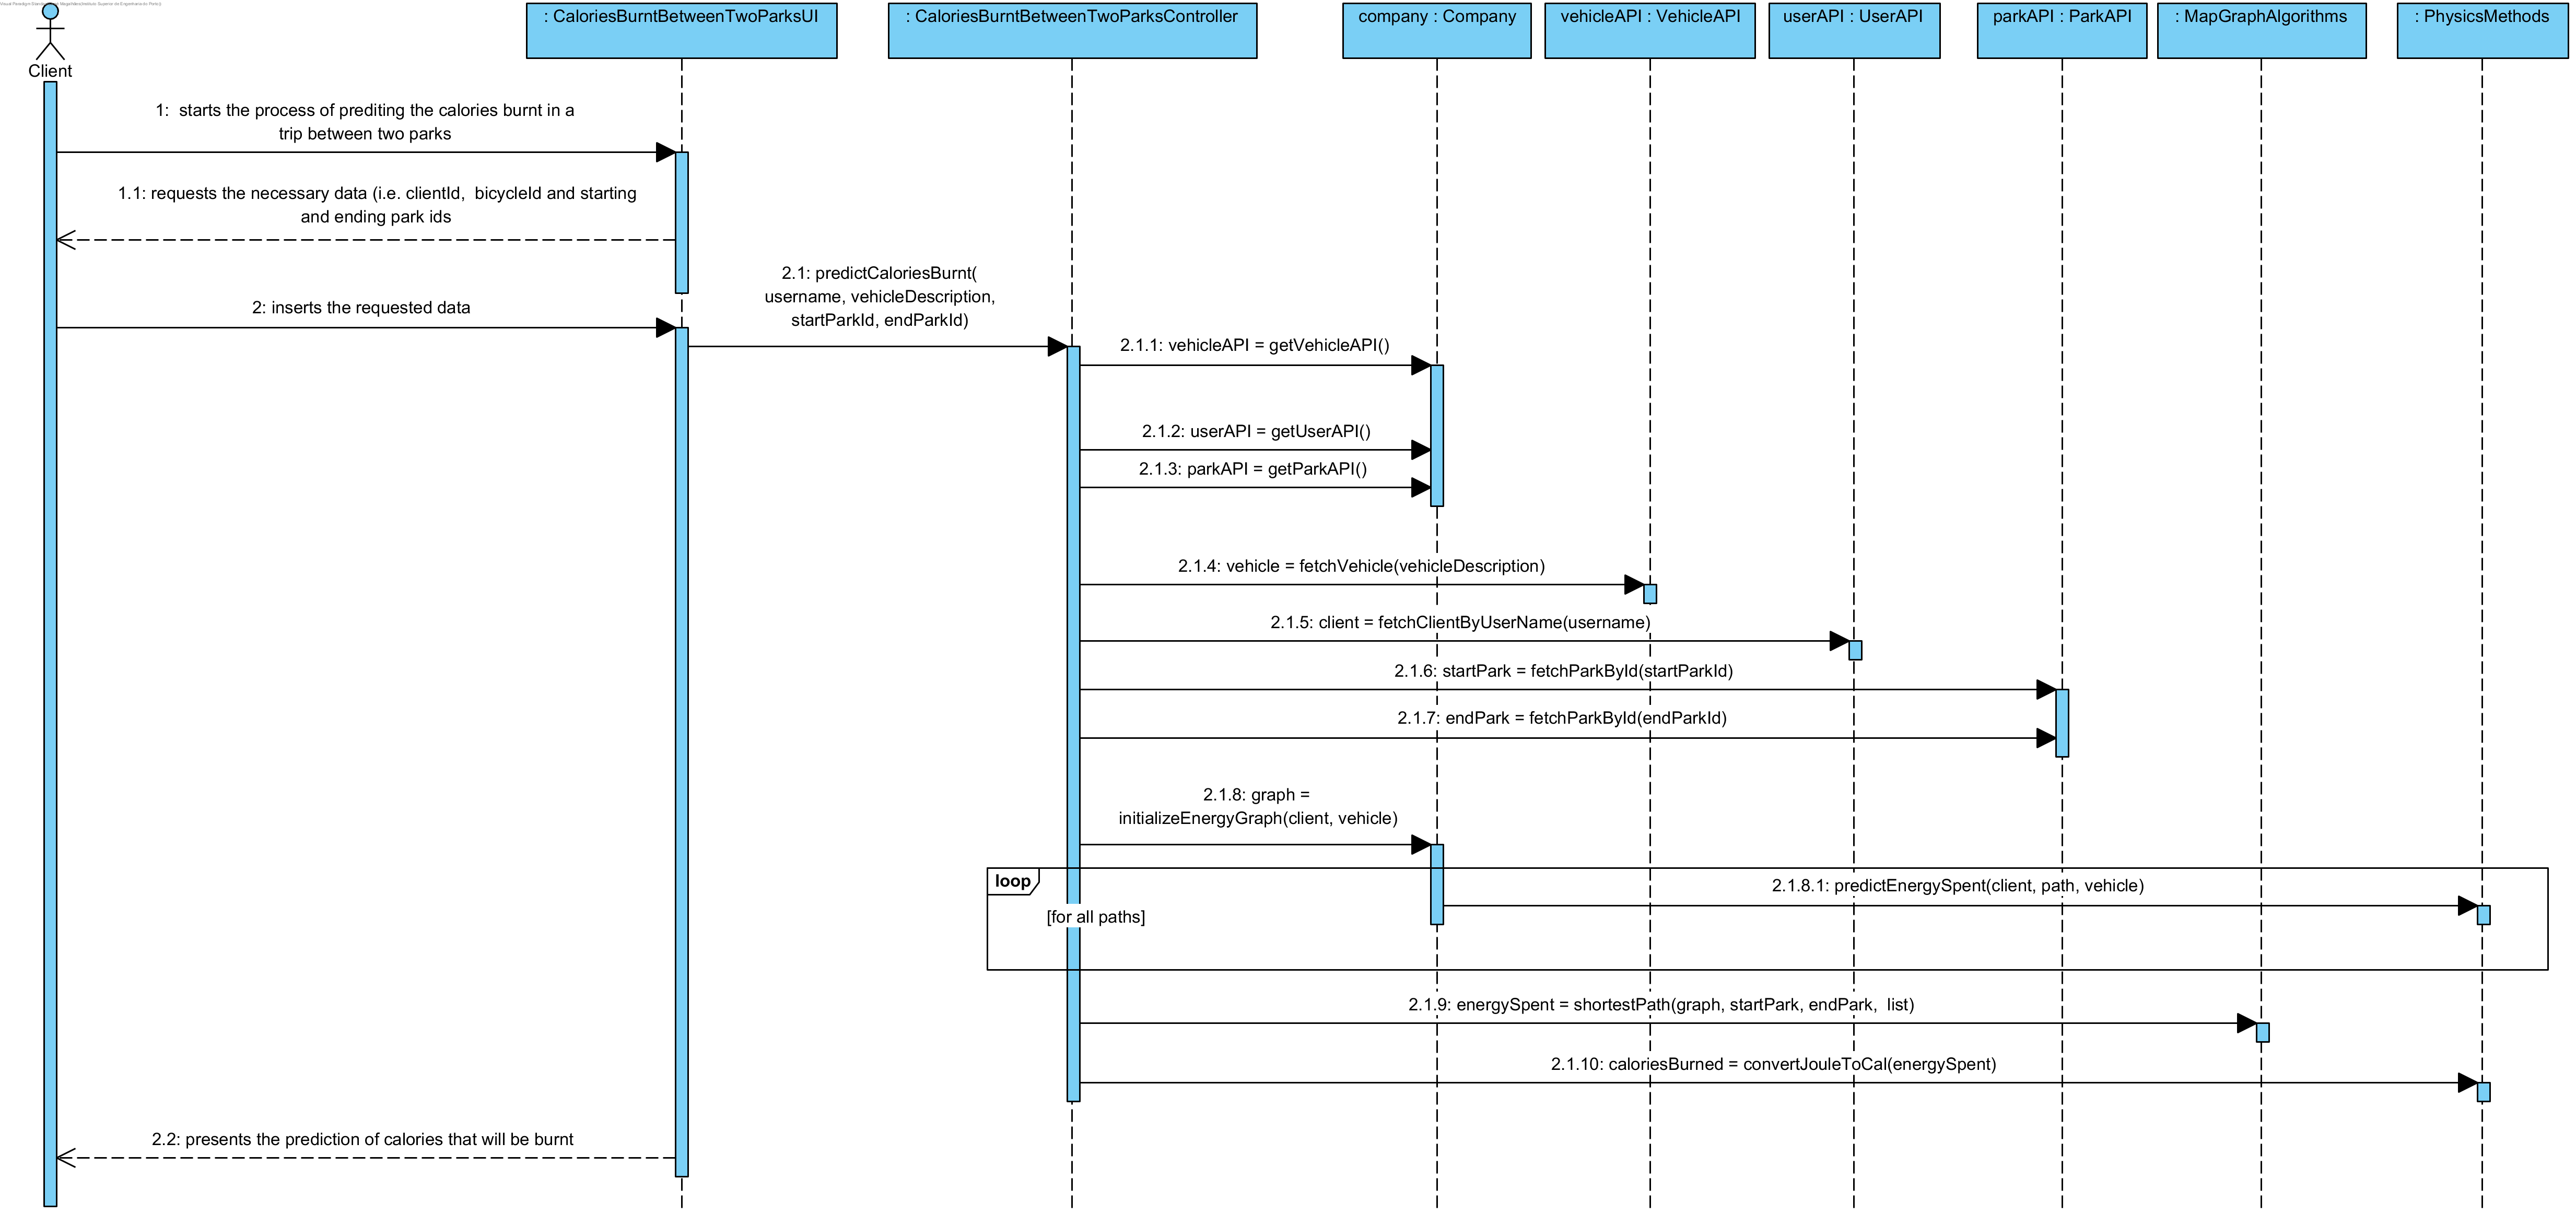 : CaloriesBurntBetweenTwoParksUI
: CaloriesBurntBetweenTwoParksController
company : Company
vehicleAPI : VehicleAPI
userAPI : UserAPI
parkAPI : ParkAPI
: MapGraphAlgorithms
: PhysicsMethods
Client
1:  starts the process of prediting the calories burnt in a
trip between two parks
1.1: requests the necessary data (i.e. clientId,  bicycleId and starting
and ending park ids
2.1: predictCaloriesBurnt(
username, vehicleDescription,
startParkId, endParkId)
2: inserts the requested data
2.1.1: vehicleAPI = getVehicleAPI()
2.1.2: userAPI = getUserAPI()
2.1.3: parkAPI = getParkAPI()
2.1.4: vehicle = fetchVehicle(vehicleDescription)
2.1.5: client = fetchClientByUserName(username)
2.1.6: startPark = fetchParkById(startParkId)
2.1.7: endPark = fetchParkById(endParkId)
2.1.8: graph =
initializeEnergyGraph(client, vehicle)
loop
[for all paths]
2.1.8.1: predictEnergySpent(client, path, vehicle)
2.1.9: energySpent = shortestPath(graph, startPark, endPark,  list)
2.1.10: caloriesBurned = convertJouleToCal(energySpent)
2.2: presents the prediction of calories that will be burnt